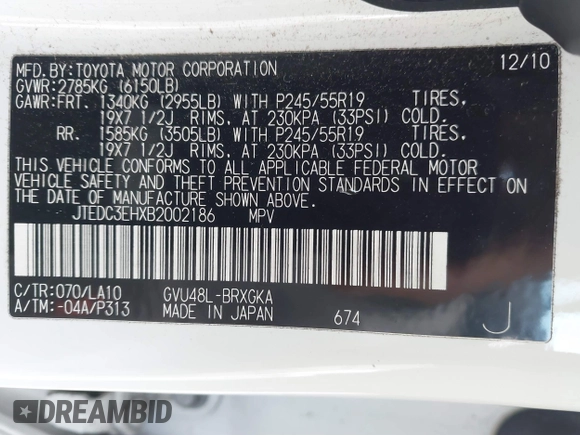 MFD.BY:TOYOTA MOTOR CORPORATION 12/10
GVWR:2785KG (6150LB)
GAWR:FRT. 1340KG (2955LB) WITH P245/55R19 TIRES,
19X7 1/2J RIMS, AT 230KPA (33PSI) COLD.
RR. 1585KG (3505LB) WITH P245/55R19 TIRES,
19X7 1/2J RIMS, AT 230KPA (33PSI) COLD.
THIS VEHICLE CONFORMS TO ALL APPLICABLE FEDERAL MOTOR
VEHICLE SAFETY AND THEFT PREVENTION STANDARDS IN EFFECT ON
THE DATE OF MANUFACTURE SHOWN ABOVE.
JTEDC3EHXB2002186 MPV
C/TR:070/LA10 GVU48L-BRXGKA
A/TM:-04A/P313 MADE IN JAPAN 674 J
DREAMBID